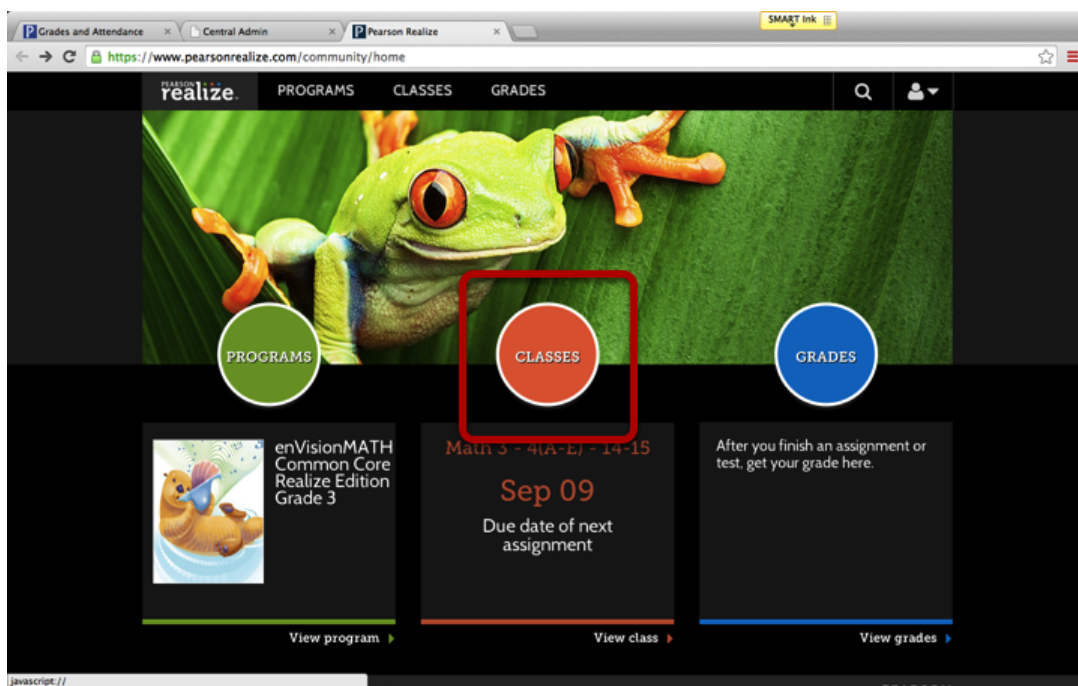 SMART Ink
Grades and Attendance
Central Admin
Pearson Realize
https://www.pearsonrealize.com/community/home
PEARSON
realize.
PROGRAMS
CLASSES
GRADES
PROGRAMS
CLASSES
GRADES
enVisionMATH
Common Core
Realize Edition
Grade 3
View program
Math 3 - 4(A-E) - 14-15
Sep 09
Due date of next
assignment
View class
After you finish an assignment or
test, get your grade here.
View grades
javascript://
PEARSON